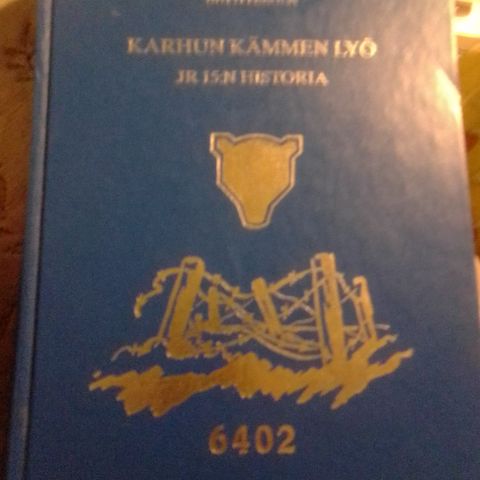 KARHUN KÄMMEN LYÖ
JR 15:N HISTORIA
6402